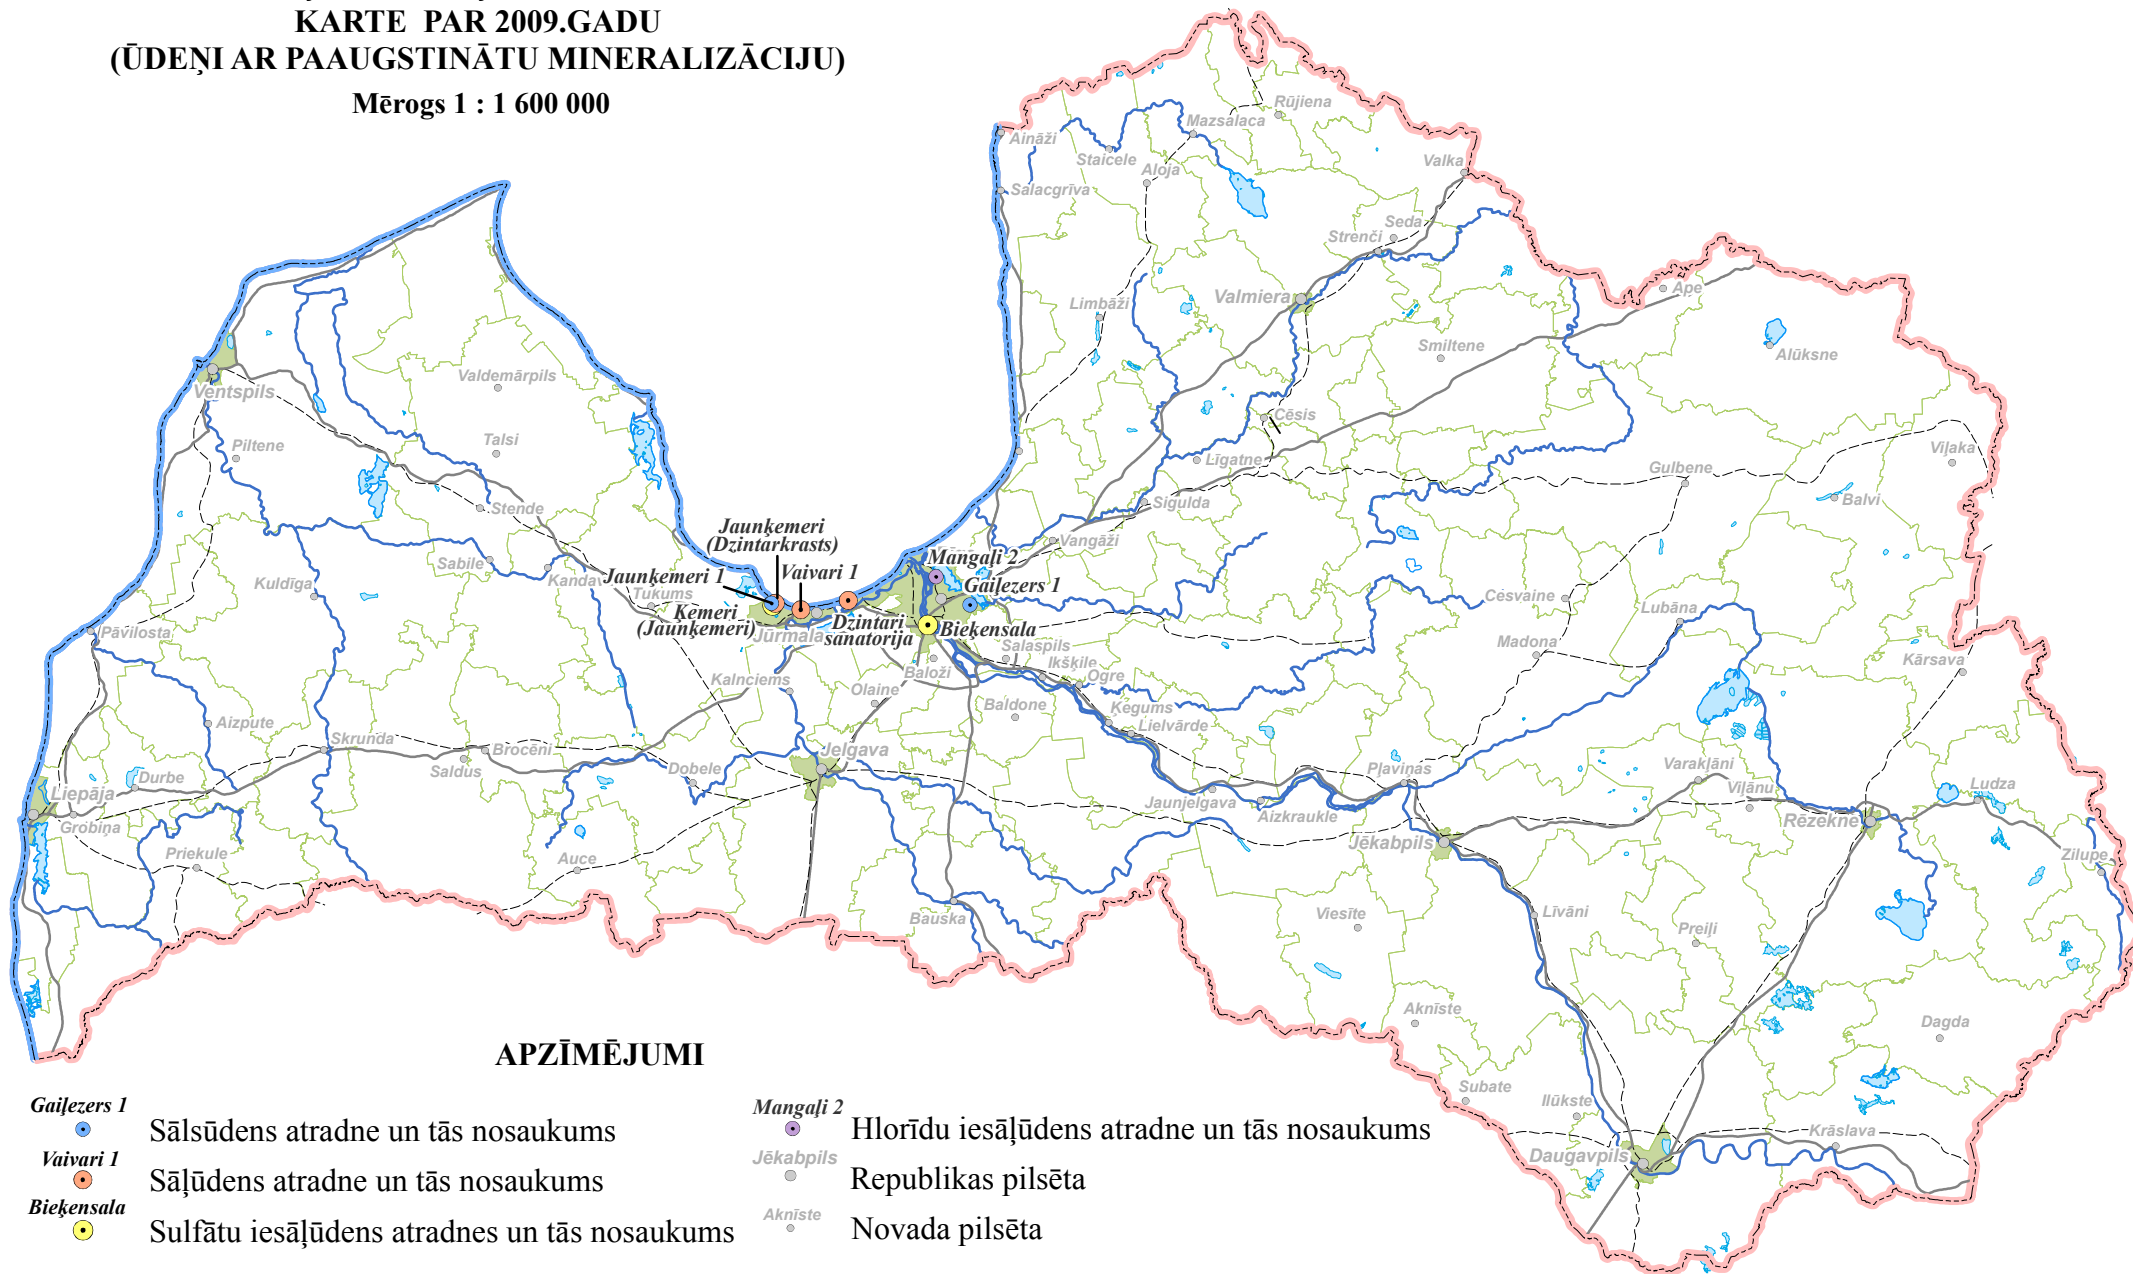 KARTE PAR 2009.GADU
(ŪDEŅI AR PAAUGSTINĀTU MINERALIZĀCIJU)
Mērogs 1 : 1 600 000
Rūjiena
Mazsalaca
Ainaži
Staicele
Aloja
Valka
Salacgrīva
Seda
Strenči
Ape
Limbaži
Valmiera
Smiltene
Alūksne
Valdemārpils
Ventspils
Cēsis
Talsi
Piltene
Līgatne
Gulbene
Viļaka
Stende
Sigulda
Balvi
Jaunķemeri
(Dzintarkrasts)
Vangaži
Mangaļi 2
Sabile
Kandav
Jaunķemeri 1
Vaivari 1
Gaiļezers 1
Kuldīga
Tukums
Cesvaine
Lubāna
Ķemeri
(Jaunķemeri)
Jūrmala
Dzintari
sanatorija
Bieķensala
Pāvilosta
Madona
Salaspils
Ikšķile
Ogre
Kārsava
Kalnciems
Baloži
Olaine
Baldone
Ķegums
Lielvārde
Aizpute
Skrunda
Brocēni
Saldus
Jelgava
Dobele
Durbe
Liepāja
Grobiņa
Pļaviņas
Varakļāni
Viļānu
Ludza
Jaunjelgava
Aizkraukle
Rēzekne
Jēkabpils
Priekule
Auce
Zilupe
Bauska
Viesīte
Līvāni
Preiļi
Aknīste
Dagda
Subate
Ilūkste
Krāslava
Daugavpils
APZĪMĒJUMI
Gaiļezers 1
Sālsūdens atradne un tās nosaukums
Vaivari 1
Sāļūdens atradne un tās nosaukums
Bieķensala
Sulfātu iesāļūdens atradnes un tās nosaukums
Mangaļi 2
Hlorīdu iesāļūdens atradne un tās nosaukums
Jēkabpils
Republikas pilsēta
Aknīste
Novada pilsēta